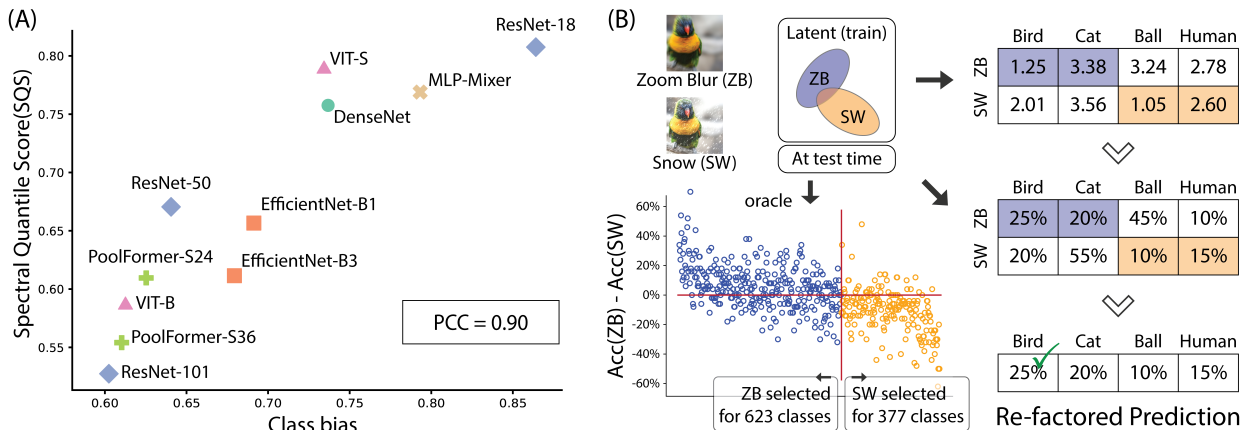 (A)
Spectral Quantile Score(SQS)
0.80
0.75
0.70
0.65
0.60
0.55
ResNet-18
VIT-S
MLP-Mixer
DenseNet
ResNet-50
EfficientNet-B1
PoolFormer-S24
EfficientNet-B3
VIT-B
PoolFormer-S36
ResNet-101
PCC = 0.90
0.60 0.65 0.70 0.75 0.80 0.85
Class bias
(B)
Zoom Blur (ZB)
Snow (SW)
Latent (train)
ZB
SW
At test time
oracle
Acc(ZB) - Acc(SW)
60%
40%
20%
0%
20%
40%
-60%
ZB selected
for 623 classes
SW selected
for 377 classes
Bird Cat Ball Human
ZB 1.25 3.38 3.24 2.78
SW 2.01 3.56 1.05 2.60
Bird Cat Ball Human
ZB 25% 20% 45% 10%
SW 20% 55% 10% 15%
Bird Cat Ball Human
25% 20% 10% 15%
Re-factored Prediction